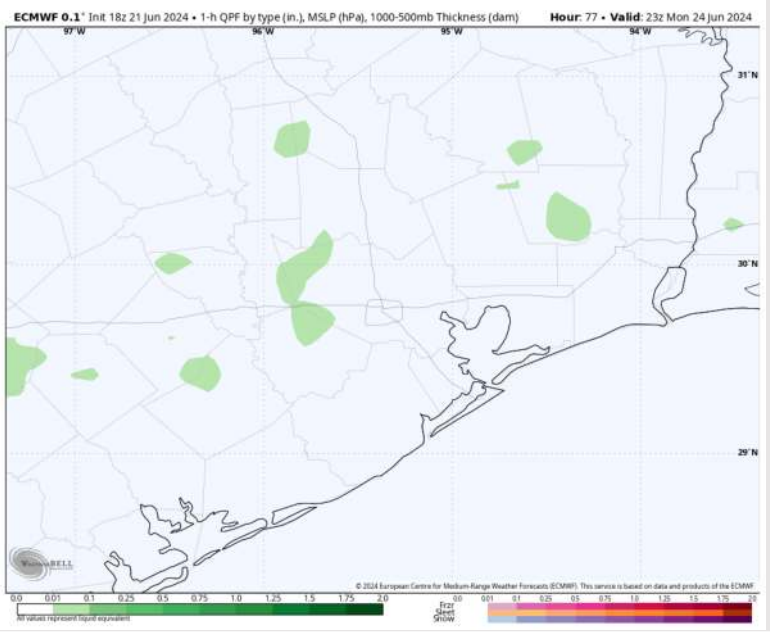 ECMWF 0.1° Init 18z 21 Jun 2024 • 1-h QPF by type (in.), MSLP (hPa), 1000-500mb Thickness (dam) Hour: 77 • Valid: 23z Mon 24 Jun 2024
97°W 96°W 95°W 94°W
31°N
30°N
29°N
WEATHERBELL
© 2024 European Centre for Medium-Range Weather Forecasts (ECMWF). This service is based on data and products of the ECMWF
0.0 0.01 0.1 0.25 0.5 0.75 1.0 1.25 1.5 1.75 2.0
All values represent liquid equivalent
0.0 0.01 0.1 0.25 0.5 0.75 1.0 1.25 1.5 1.75 2.0
Frzr
Sleet
Snow